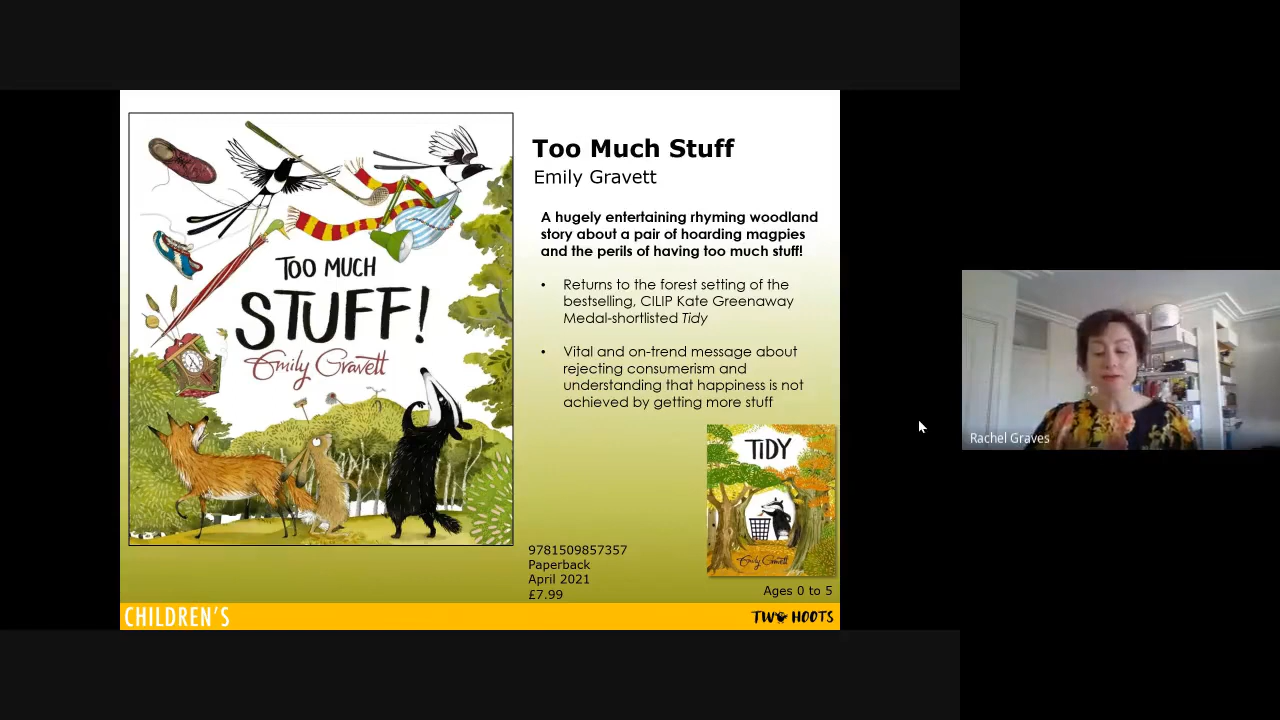 TOO MUCH
STUFF!
Emily Gravett
Too Much Stuff
Emily Gravett
A hugely entertaining rhyming woodland
story about a pair of hoarding magpies
and the perils of having too much stuff!
• Returns to the forest setting of the
bestselling, CILIP Kate Greenaway
Medal-shortlisted Tidy
• Vital and on-trend message about
rejecting consumerism and
understanding that happiness is not
achieved by getting more stuff
TIDY
Emily Gravett
9781509857357
Paperback
April 2021
£7.99
Ages 0 to 5
CHILDREN'S
TWO HOOTS
Rachel Graves